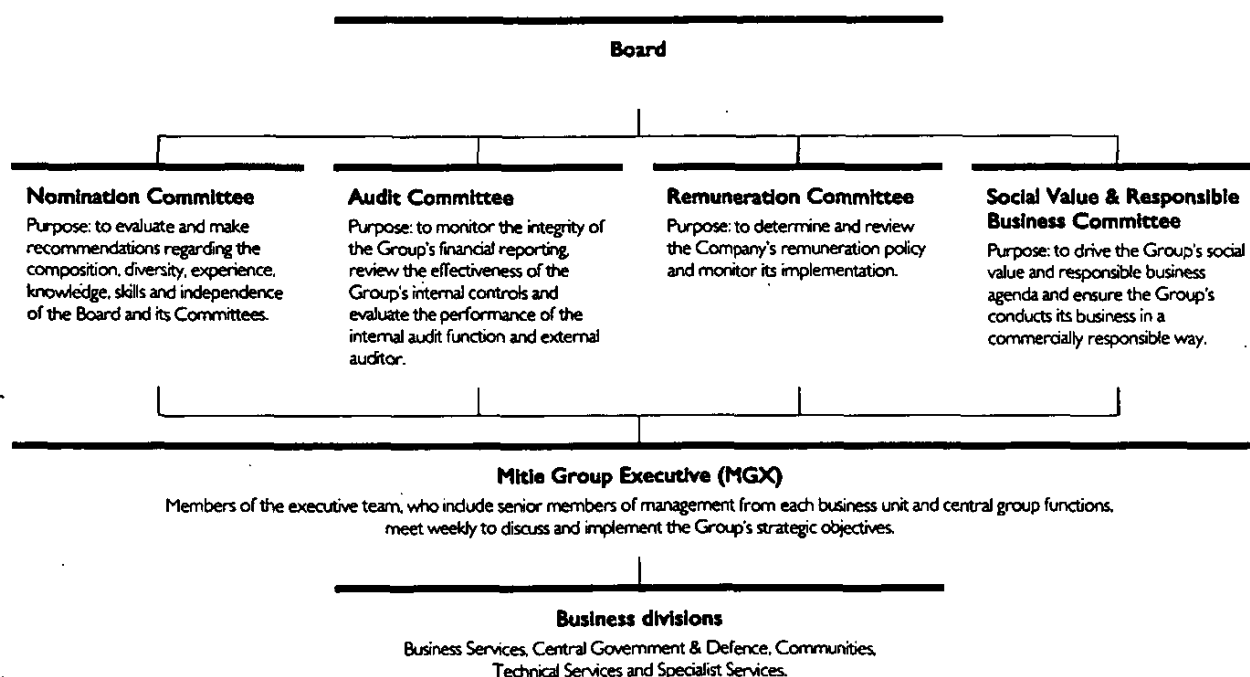 Board
Nomination Committee
Purpose: to evaluate and make
recommendations regarding the
composition, diversity, experience,
knowledge, skills and independence
of the Board and its Committees.
Audit Committee
Purpose: to monitor the integrity of
the Group's financial reporting,
review the effectiveness of the
Group's internal controls and
evaluate the performance of the
internal audit function and external
auditor.
Remuneration Committee
Purpose: to determine and review
the Company's remuneration policy
and monitor its implementation.
Social Value & Responsible
Business Committee
Purpose: to drive the Group's social
value and responsible business
agenda and ensure the Group's
conducts its business in a
commercially responsible way.
Mitie Group Executive (MGX)
Members of the executive team, who include senior members of management from each business unit and central group functions,
meet weekly to discuss and implement the Group's strategic objectives.
Business divisions
Business Services, Central Government & Defence, Communities,
Technical Services and Specialist Services.